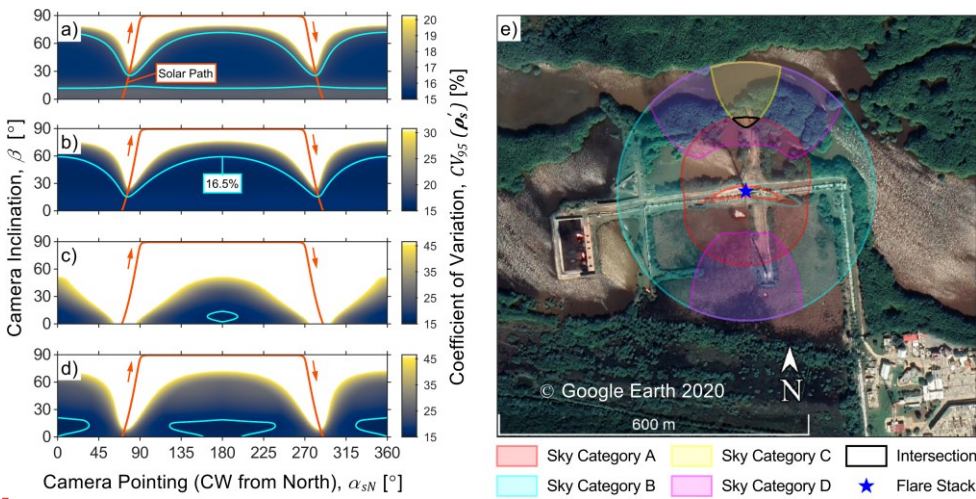 a)
90
60
30
0
Solar Path
20
19
18
17
16
15
b)
90
60
30
0
16.5%
30
25
20
15
c)
90
60
30
0
45
35
25
15
d)
90
60
30
0
45
35
25
15
0 45 90 135 180 225 270 315 360
Camera Inclination, β [°]
Camera Pointing (CW from North), α_sN [°]
Coefficient of Variation, CV₉₅ (ρ′ₛ) [%]
e)
N
© Google Earth 2020
600 m
Sky Category A
Sky Category C
Intersection
Sky Category B
Sky Category D
Flare Stack